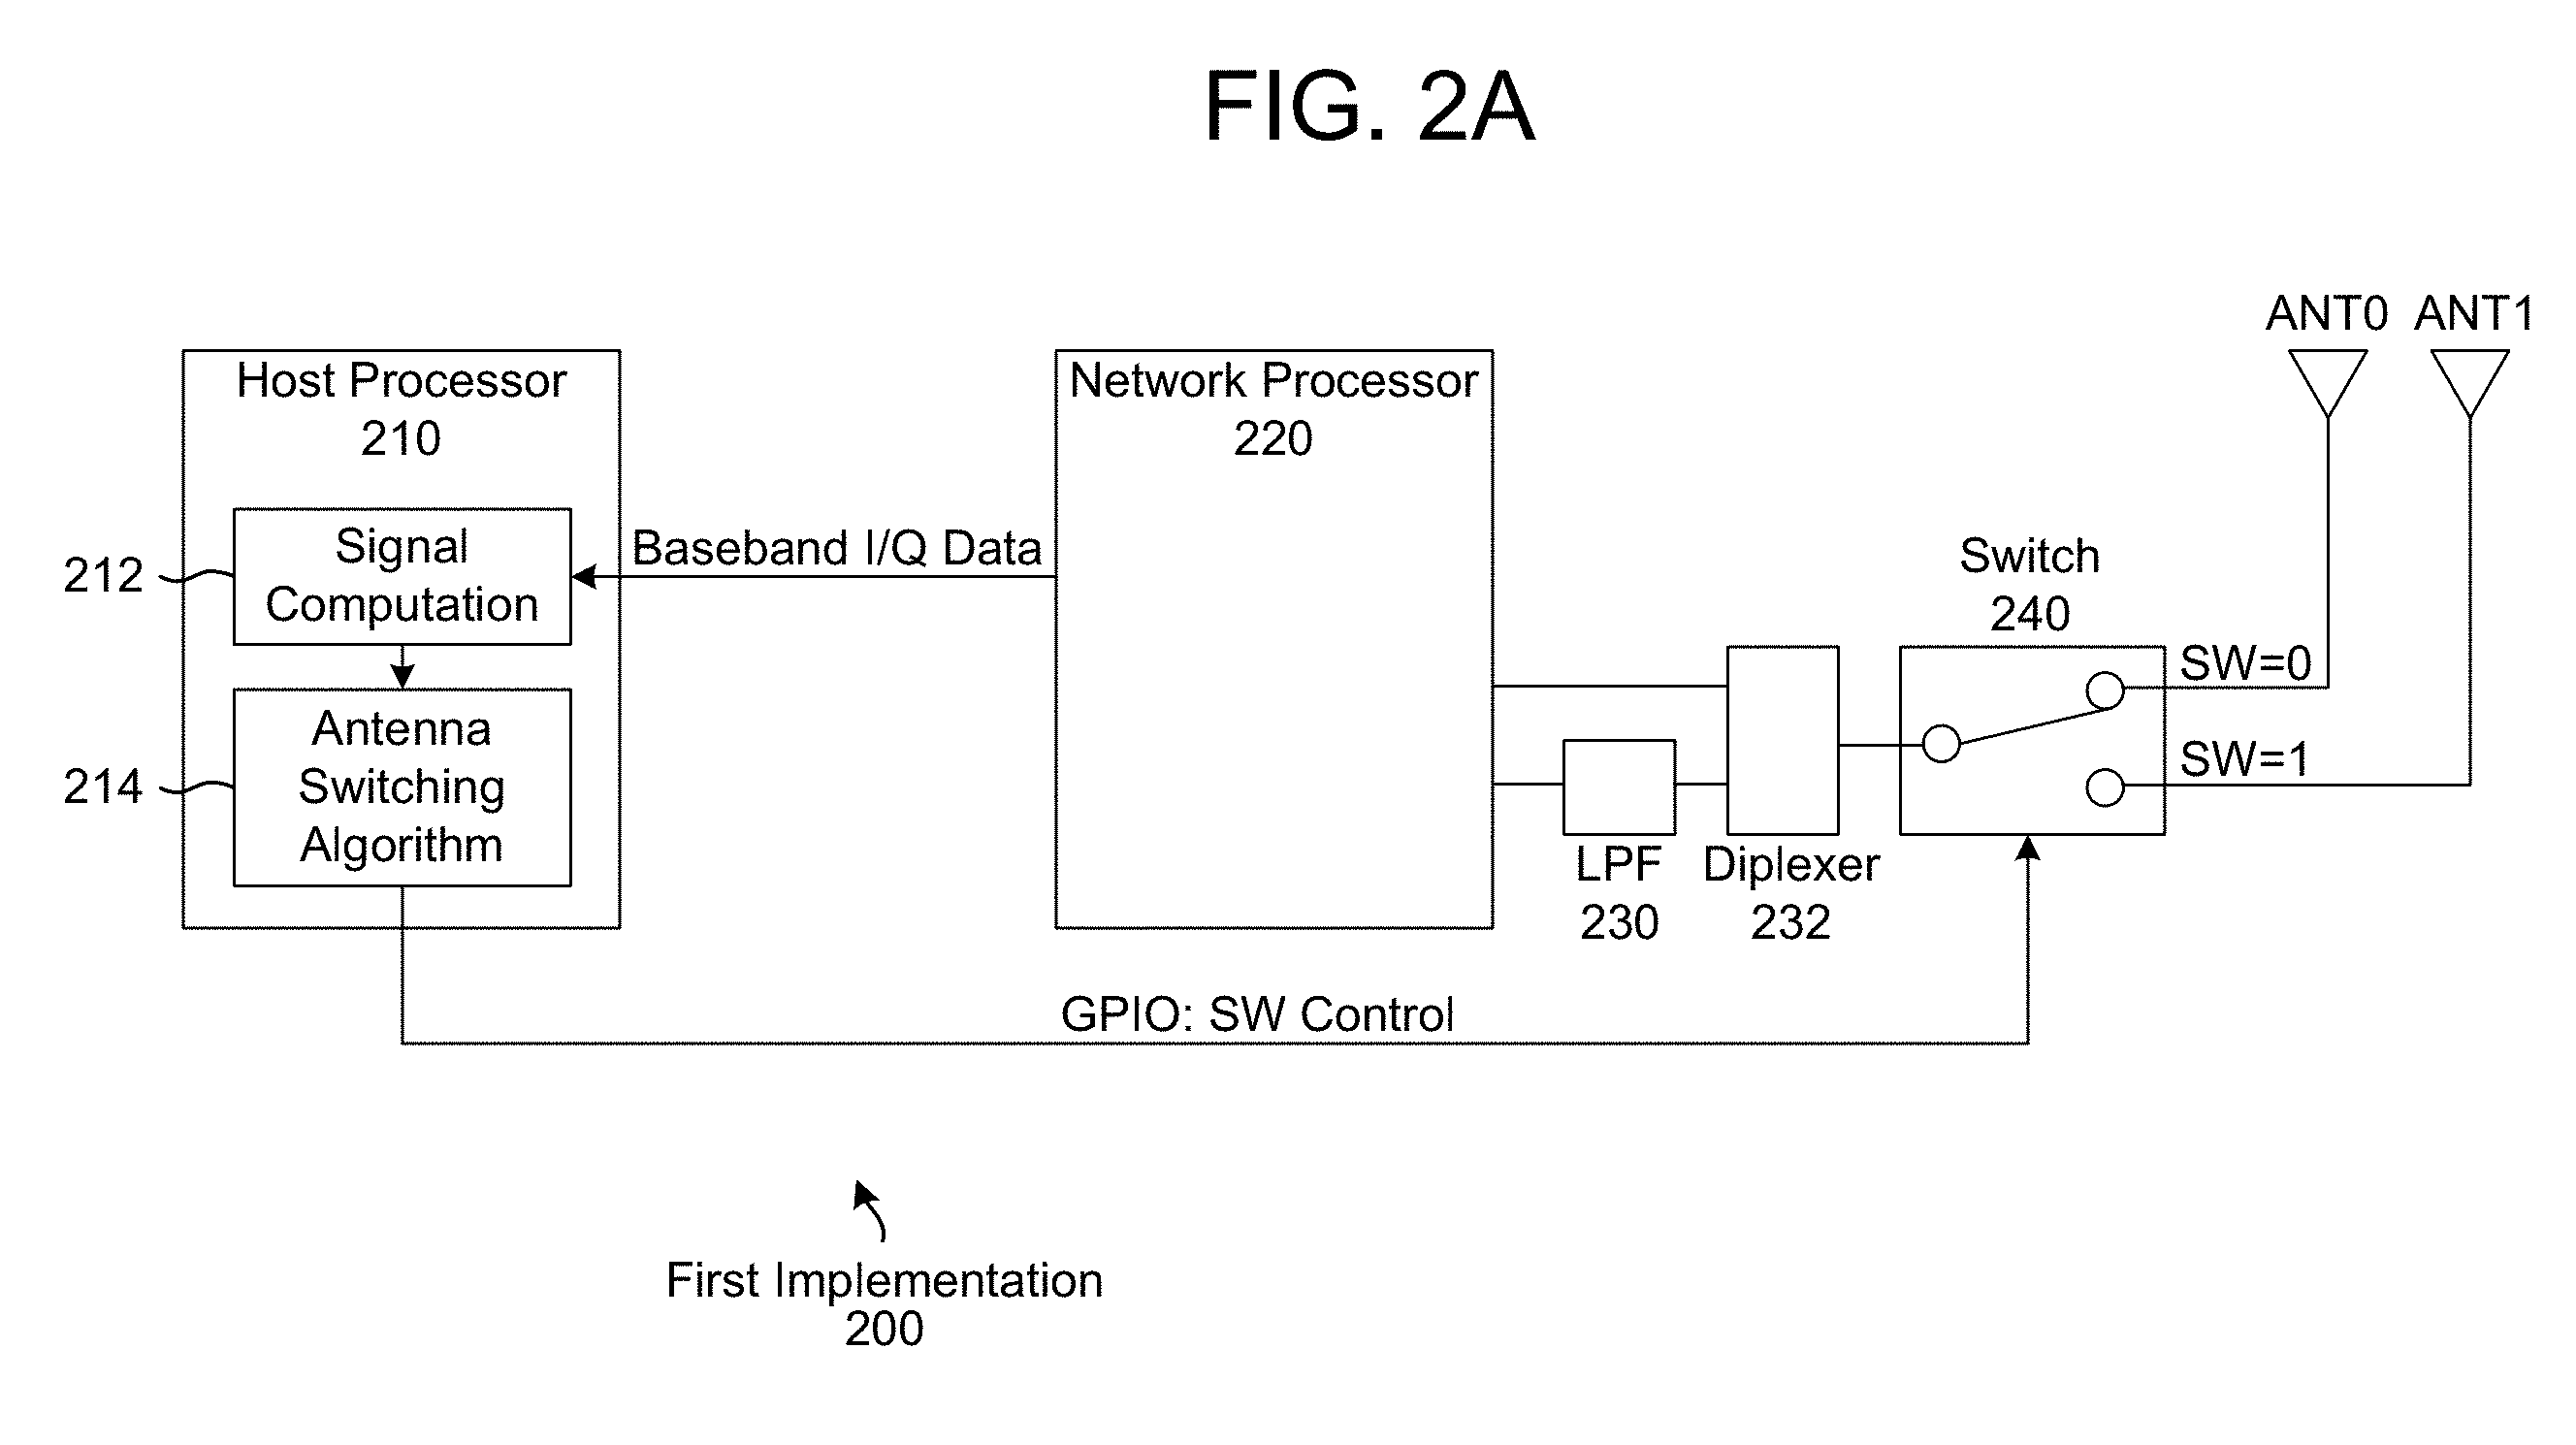 FIG. 2A
ANT0 ANT1
Host Processor
210
Network Processor
220
212
Signal
Computation
Baseband I/Q Data
214
Antenna
Switching
Algorithm
Switch
240
SW=0
SW=1
LPF
230
Diplexer
232
GPIO: SW Control
First Implementation
200